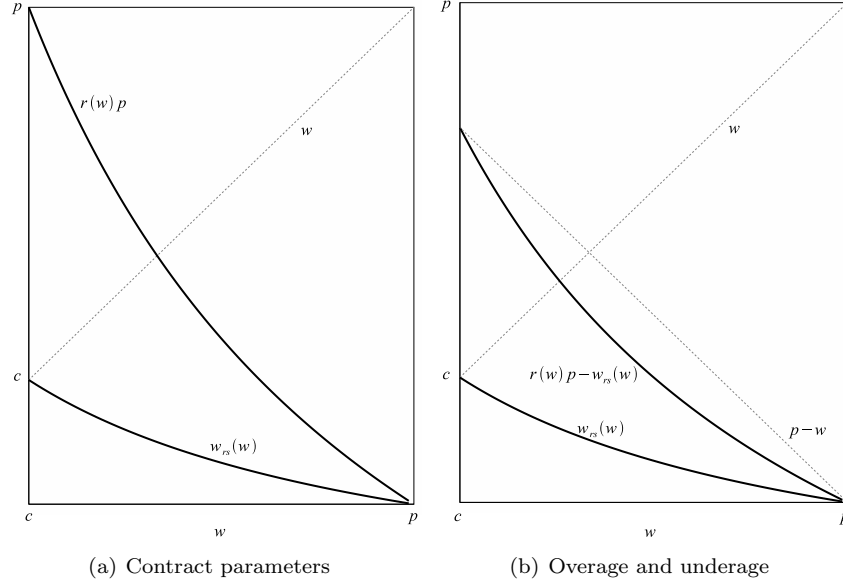 p
r(w) p
w
c
w_rs(w)
c
p
w
(a) Contract parameters
p
w
c
r(w) p − w_rs(w)
w_rs(w)
p − w
c
p
w
(b) Overage and underage